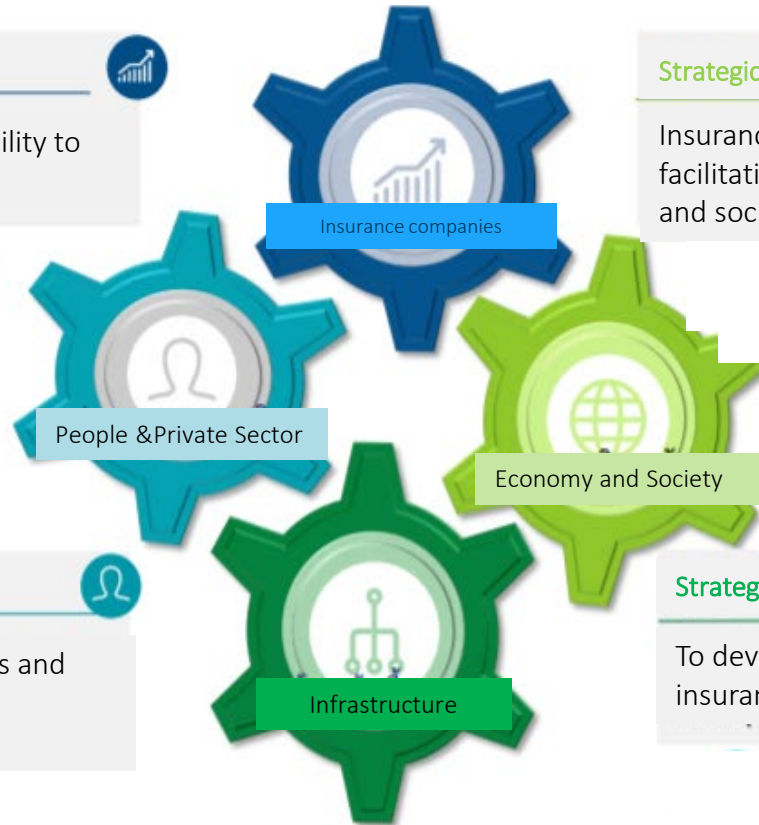 ility to
Strategic
Insuranc
facilitati
and soc
Insurance companies
People &Private Sector
Economy and Society
s and
Strateg
To dev
insuran
Infrastructure